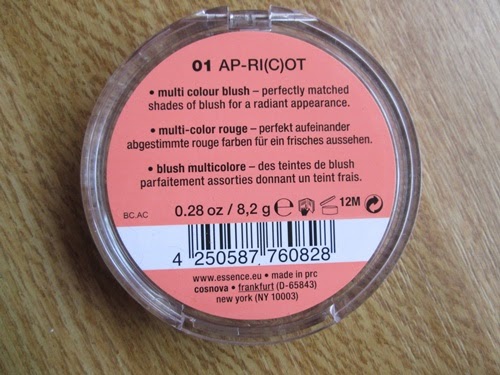 01 AP-RI(C)OT
• multi colour blush – perfectly matched
shades of blush for a radiant appearance.
• multi-color rouge – perfekt aufeinander
abgestimmte rouge farben für ein frisches aussehen.
• blush multicolore – des teintes de blush
parfaitement assorties donnant un teint frais.
BC.AC
0.28 oz / 8,2 g ℮ 12M
4 250587 760828
www.essence.eu • made in prc
cosnova • frankfurt (D-65843)
new york (NY 10003)